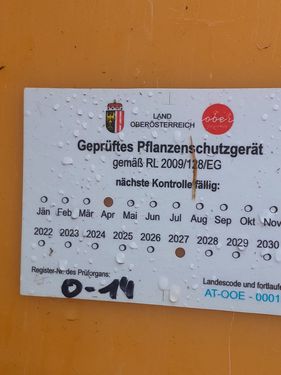 LAND
OBERÖSTERREICH
ober
Geprüftes Pflanzenschutzgerät
gemäß RL 2009/128/EG
nächste Kontrolle fällig:
Jän Feb Mär Apr Mai Jun Jul Aug Sep Okt Nov
2022 2023 2024 2025 2026 2027 2028 2029 2030
Register-Nr. des Prüforgans:
0-14
Landescode und fortlaufe
AT-OOE - 0001